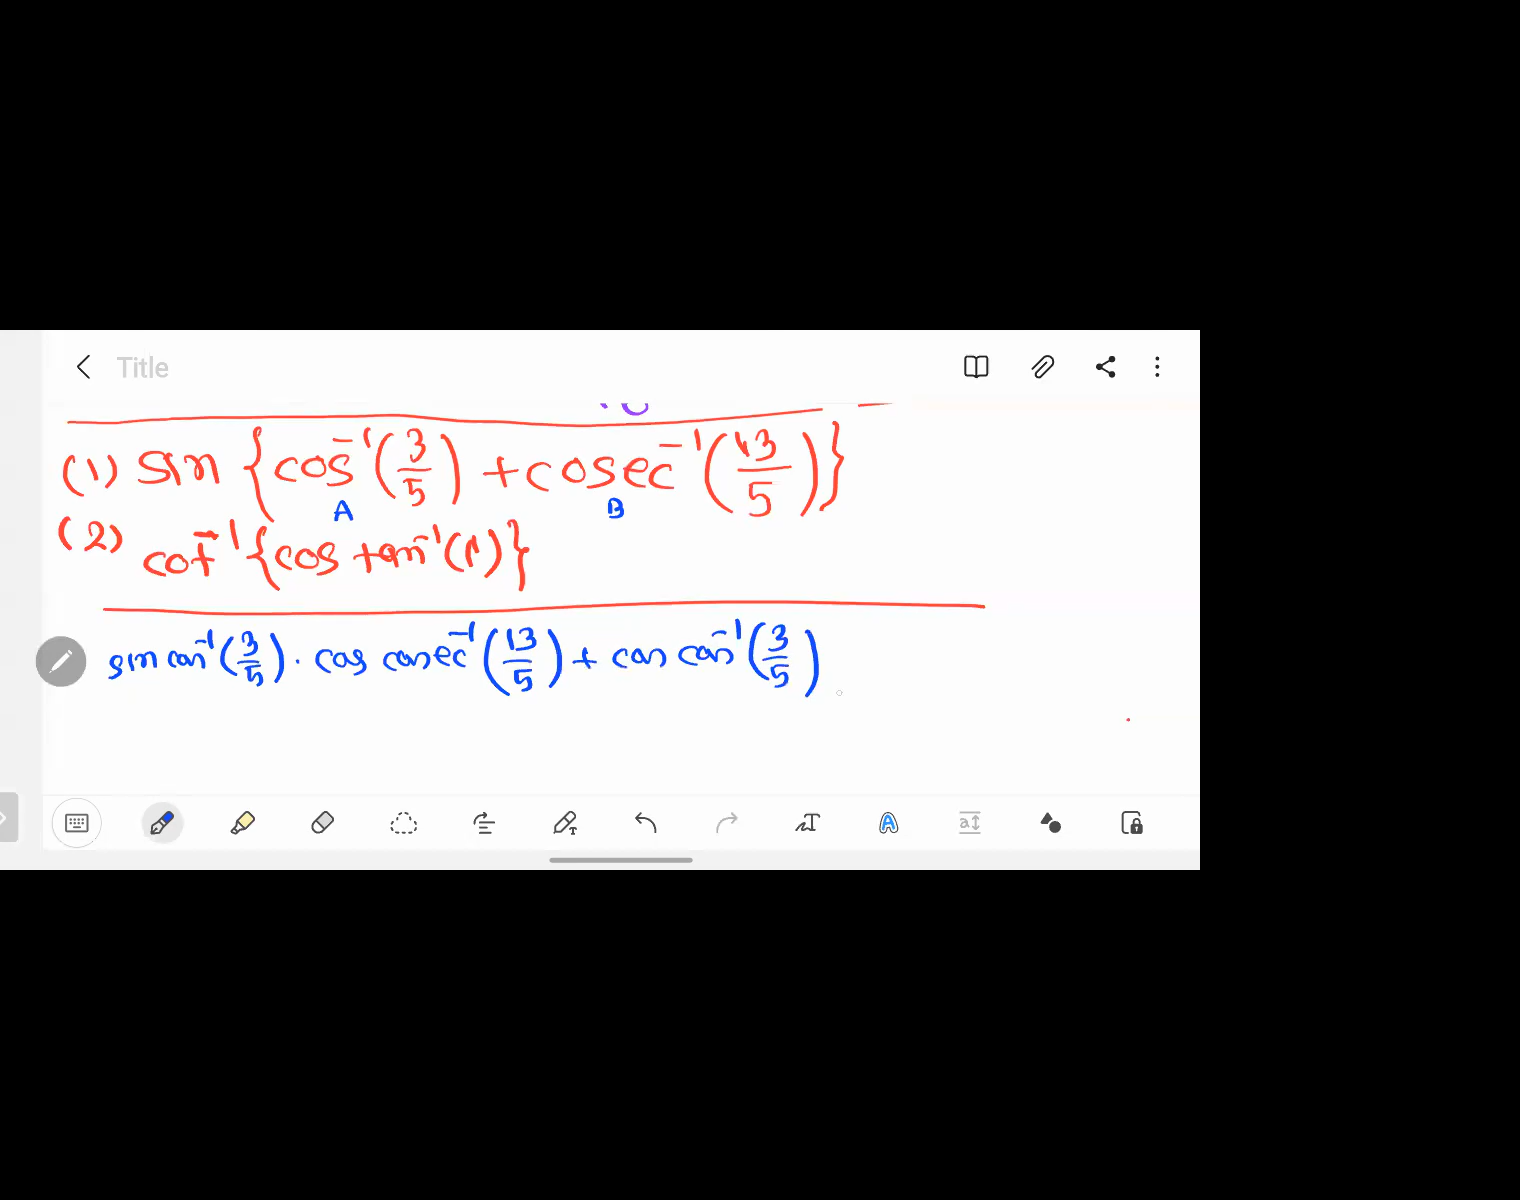 Title
(1) sin {cos⁻¹(3/5) + cosec⁻¹(13/5)}
A B
(2) cot⁻¹{cos tan⁻¹(1)}
sin cos⁻¹(3/5) . cos cosec⁻¹(13/5) + cos cos⁻¹(3/5)